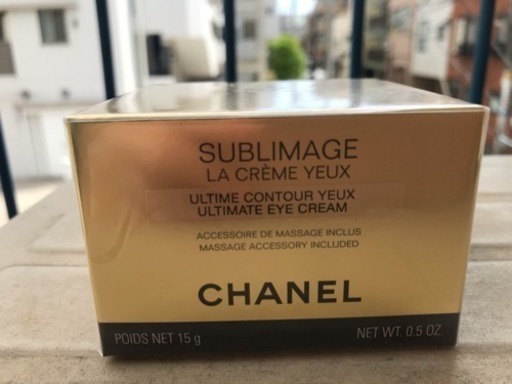 SUBLIMAGE
LA CRÈME YEUX
ULTIME CONTOUR YEUX
ULTIMATE EYE CREAM
ACCESSOIRE DE MASSAGE INCLUS
MASSAGE ACCESSORY INCLUDED
CHANEL
POIDS NET 15 g
NET WT. 0.5 OZ.